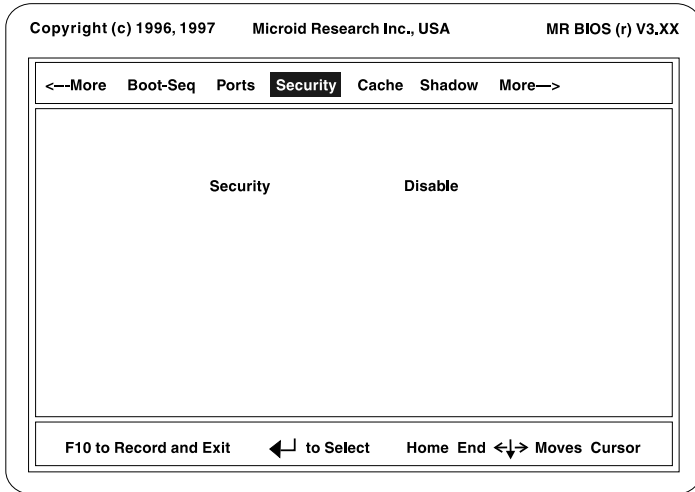 Copyright (c) 1996, 1997 Microid Research Inc., USA MR BIOS (r) V3.XX
<---More Boot-Seq Ports Security Cache Shadow More—>
Security Disable
F10 to Record and Exit ↵ to Select Home End ←↓→ Moves Cursor